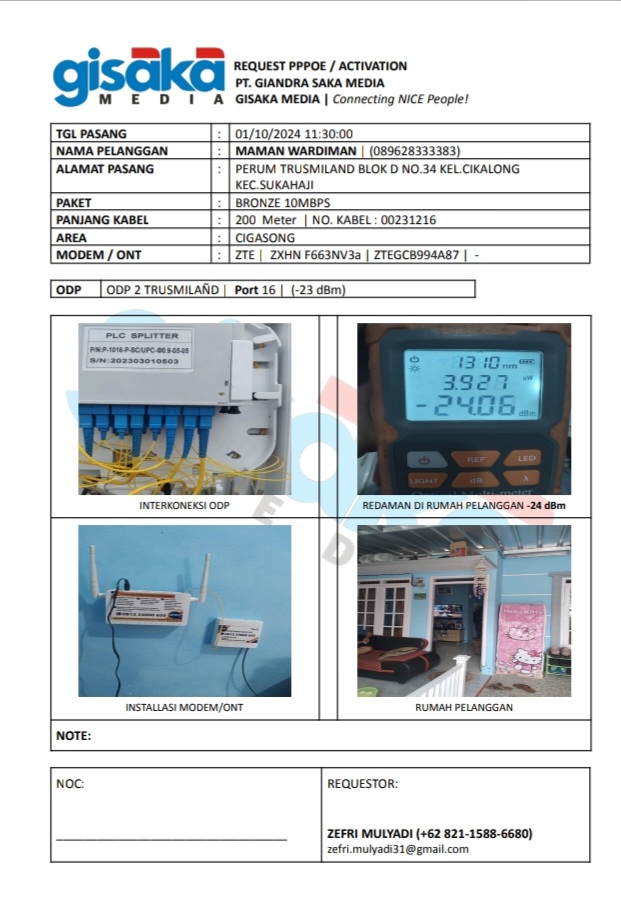 gisaka
MEDIA
REQUEST PPPOE / ACTIVATION
PT. GIANDRA SAKA MEDIA
GISAKA MEDIA | Connecting NICE People!
TGL PASANG : 01/10/2024 11:30:00
NAMA PELANGGAN : MAMAN WARDIMAN | (089628333383)
ALAMAT PASANG : PERUM TRUSMILAND BLOK D NO.34 KEL.CIKALONG
KEC.SUKAHAJI
PAKET : BRONZE 10MBPS
PANJANG KABEL : 200 Meter | NO. KABEL : 00231216
AREA : CIGASONG
MODEM / ONT : ZTE | ZXHN F663NV3a | ZTEGCB994A87 | -
ODP ODP 2 TRUSMILAÑD | Port 16 | (-23 dBm)
PLC SPLITTER
P/N:P-1016-P-SC/UPC-Φ0.9-05-05
S/N:202303010503
INTERKONEKSI ODP
1310 nm
3.927 uW
-24.06 dBm
REF LED
LIGHT dB λ
Optical Multi-meter
REDAMAN DI RUMAH PELANGGAN -24 dBm
INSTALLASI MODEM/ONT
Hello Kitty
RUMAH PELANGGAN
NOTE:
NOC:
REQUESTOR:
ZEFRI MULYADI (+62 821-1588-6680)
zefri.mulyadi31@gmail.com